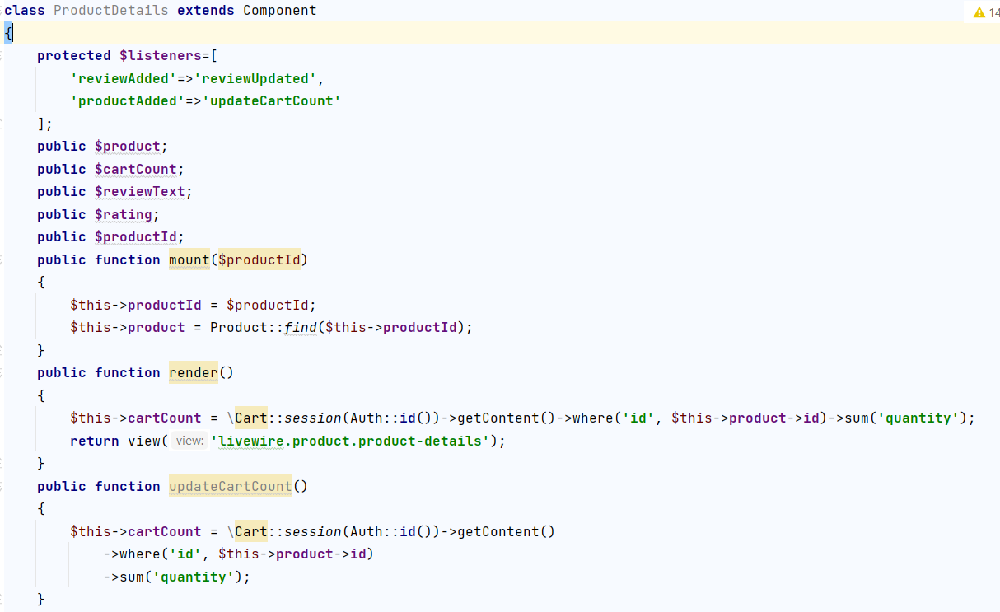 class ProductDetails extends Component
14
{
    protected $listeners=[
        'reviewAdded'=>'reviewUpdated',
        'productAdded'=>'updateCartCount'
    ];
    public $product;
    public $cartCount;
    public $reviewText;
    public $rating;
    public $productId;
    public function mount($productId)
    {
        $this->productId = $productId;
        $this->product = Product::find($this->productId);
    }
    public function render()
    {
        $this->cartCount = \Cart::session(Auth::id())->getContent()->where('id', $this->product->id)->sum('quantity');
        return view( view: 'livewire.product.product-details');
    }
    public function updateCartCount()
    {
        $this->cartCount = \Cart::session(Auth::id())->getContent()
            ->where('id', $this->product->id)
            ->sum('quantity');
    }